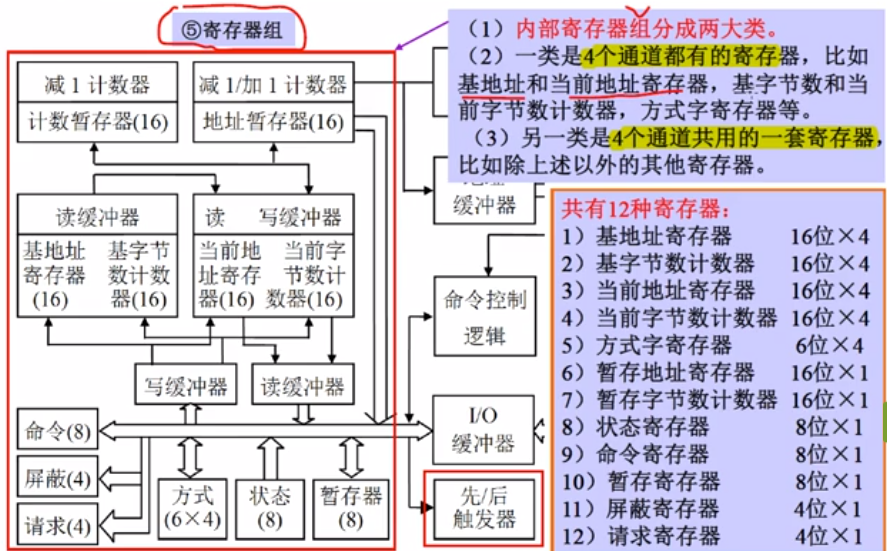 ⑤寄存器组
减1计数器
计数暂存器(16)
减1/加1计数器
地址暂存器(16)
读缓冲器
基地址
寄存器
(16)
基字节
数计数
器(16)
读 写缓冲器
当前地
址寄存
器(16)
当前字
节数计
数器(16)
写缓冲器
读缓冲器
命令(8)
屏蔽(4)
请求(4)
方式
(6×4)
状态
(8)
暂存器
(8)
缓冲器
命令控制
逻辑
I/O
缓冲器
先/后
触发器
(1)内部寄存器组分成两大类。
(2)一类是4个通道都有的寄存器,比如
基地址和当前地址寄存器,基字节数和当
前字节数计数器,方式字寄存器等。
(3)另一类是4个通道共用的一套寄存器,
比如除上述以外的其他寄存器。
共有12种寄存器:
1)基地址寄存器 16位×4
2)基字节数计数器 16位×4
3)当前地址寄存器 16位×4
4)当前字节数计数器 16位×4
5)方式字寄存器 6位×4
6)暂存地址寄存器 16位×1
7)暂存字节数计数器 16位×1
8)状态寄存器 8位×1
9)命令寄存器 8位×1
10)暂存寄存器 8位×1
11)屏蔽寄存器 4位×1
12)请求寄存器 4位×1